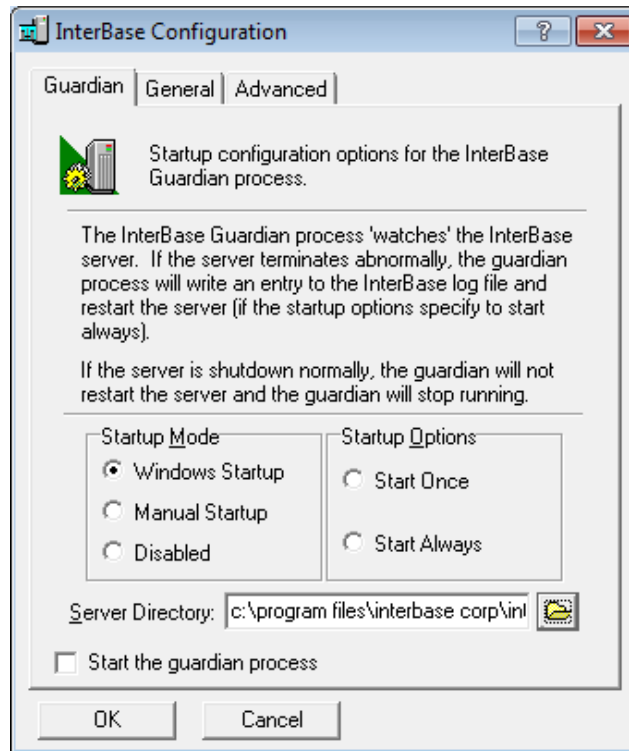 InterBase Configuration
Guardian General Advanced
Startup configuration options for the InterBase
Guardian process.
The InterBase Guardian process 'watches' the InterBase
server. If the server terminates abnormally, the guardian
process will write an entry to the InterBase log file and
restart the server (if the startup options specify to start
always).
If the server is shutdown normally, the guardian will not
restart the server and the guardian will stop running.
Startup Mode
Windows Startup
Manual Startup
Disabled
Startup Options
Start Once
Start Always
Server Directory: c:\program files\interbase corp\int
Start the guardian process
OK Cancel